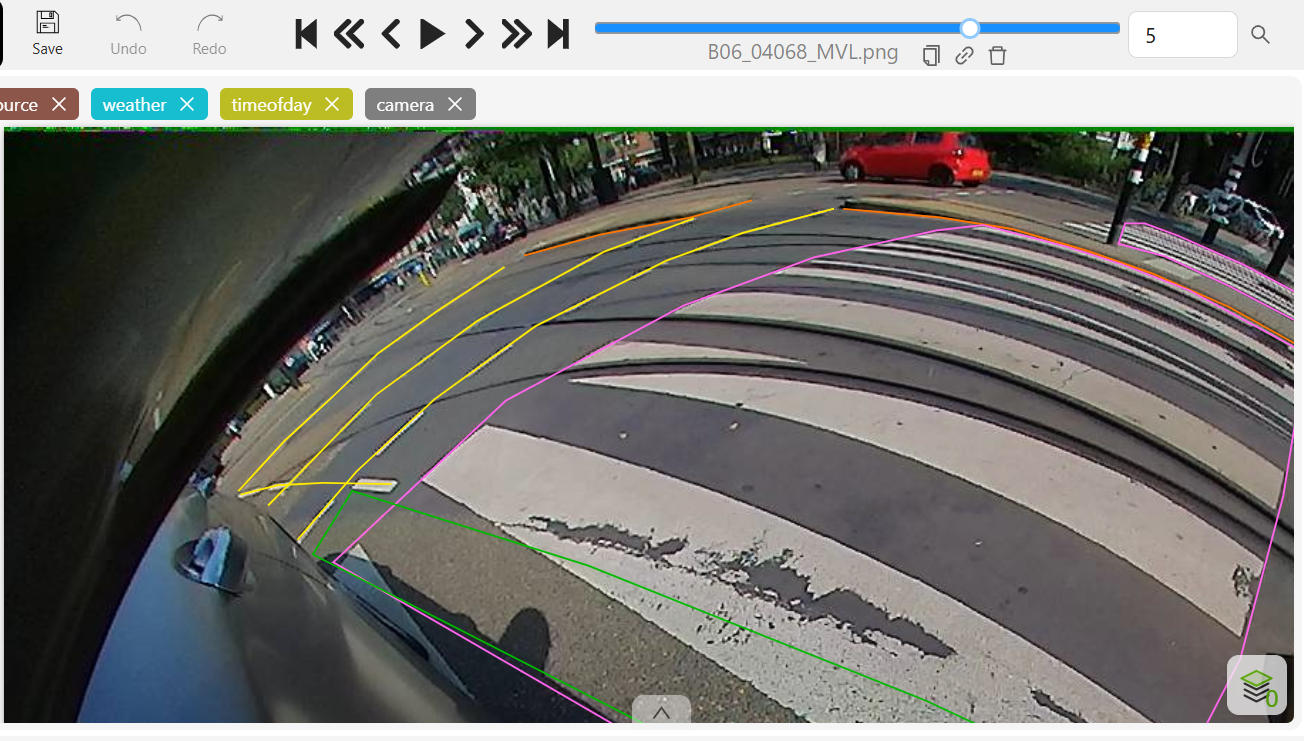 Save
Undo
Redo
B06_04068_MVL.png
5
ource
weather
timeofday
camera
0